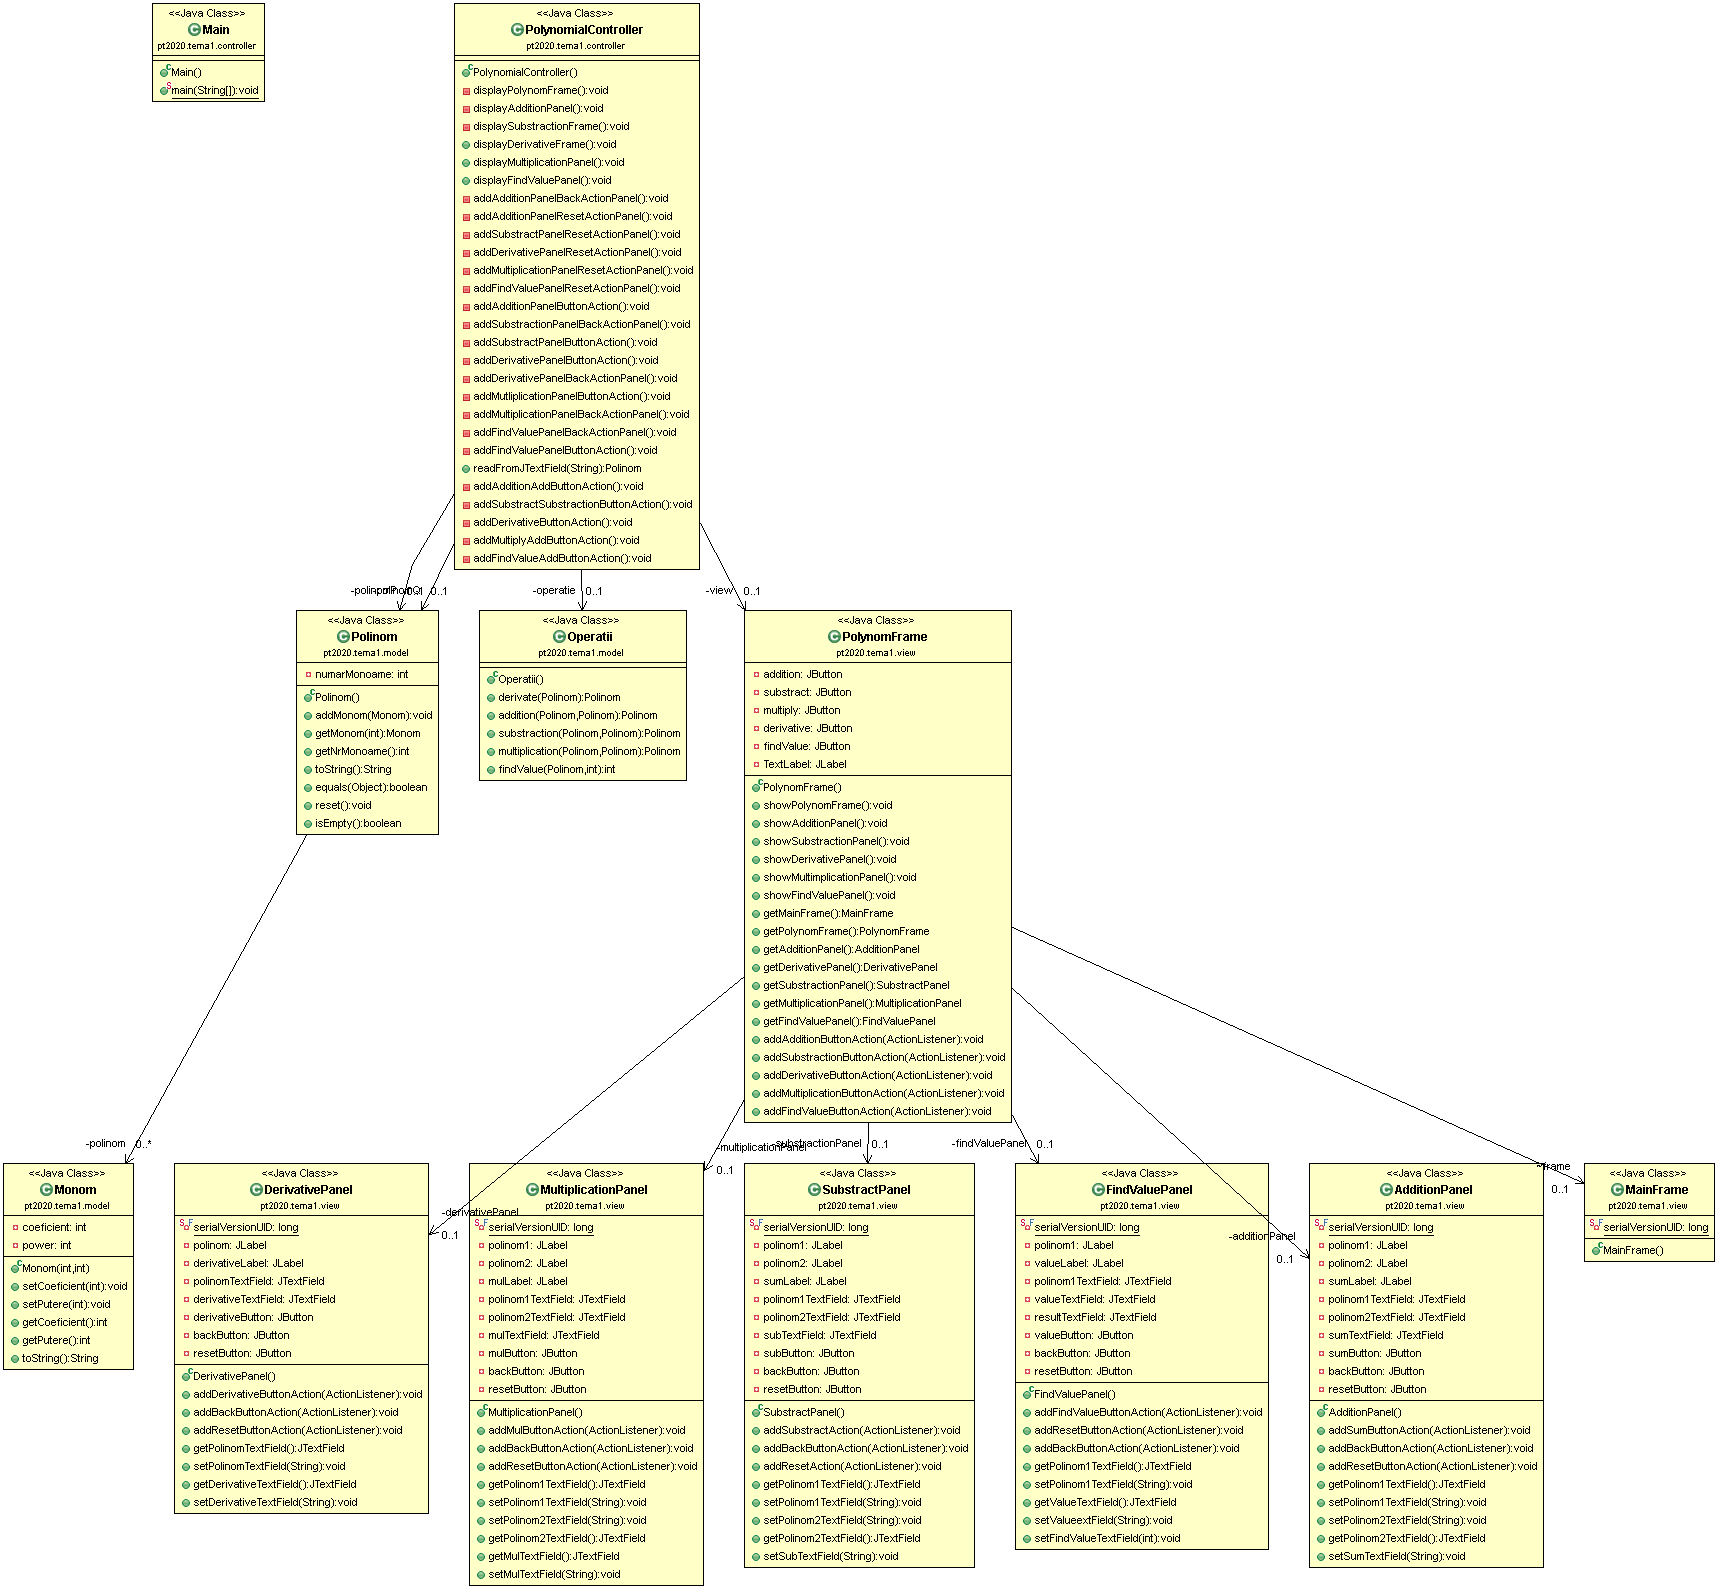 <<Java Class>>
Main
pt2020.tema1.controller
Main()
main(String[]):void
<<Java Class>>
PolynomialController
pt2020.tema1.controller
PolynomialController()
displayPolynomFrame():void
displayAdditionPanel():void
displaySubstractionFrame():void
displayDerivativeFrame():void
displayMultiplicationPanel():void
displayFindValuePanel():void
addAdditionPanelBackActionPanel():void
addAdditionPanelResetActionPanel():void
addSubstractPanelResetActionPanel():void
addDerivativePanelResetActionPanel():void
addMultiplicationPanelResetActionPanel():void
addFindValuePanelResetActionPanel():void
addAdditionPanelButtonAction():void
addSubstractionPanelBackActionPanel():void
addSubstractPanelButtonAction():void
addDerivativePanelButtonAction():void
addDerivativePanelBackActionPanel():void
addMutliplicationPanelButtonAction():void
addMultiplicationPanelBackActionPanel():void
addFindValuePanelBackActionPanel():void
addFindValuePanelButtonAction():void
readFromJTextField(String):Polinom
addAdditionAddButtonAction():void
addSubstractSubstractionButtonAction():void
addDerivativeButtonAction():void
addMultiplyAddButtonAction():void
addFindValueAddButtonAction():void
0..1
-operatie 0..1
-view 0..1
<<Java Class>>
Polinom
pt2020.tema1.model
numarMonoame: int
Polinom()
addMonom(Monom):void
getMonom(int):Monom
getNrMonoame():int
toString():String
equals(Object):boolean
reset():void
isEmpty():boolean
<<Java Class>>
Operatii
pt2020.tema1.model
Operatii()
derivate(Polinom):Polinom
addition(Polinom,Polinom):Polinom
substraction(Polinom,Polinom):Polinom
multiplication(Polinom,Polinom):Polinom
findValue(Polinom,int):int
<<Java Class>>
PolynomFrame
pt2020.tema1.view
addition: JButton
substract: JButton
multiply: JButton
derivative: JButton
findValue: JButton
TextLabel: JLabel
PolynomFrame()
showPolynomFrame():void
showAdditionPanel():void
showSubstractionPanel():void
showDerivativePanel():void
showMultimplicationPanel():void
showFindValuePanel():void
getMainFrame():MainFrame
getPolynomFrame():PolynomFrame
getAdditionPanel():AdditionPanel
getDerivativePanel():DerivativePanel
getSubstractionPanel():SubstractPanel
getMultiplicationPanel():MultiplicationPanel
getFindValuePanel():FindValuePanel
addAdditionButtonAction(ActionListener):void
addSubstractionButtonAction(ActionListener):void
addDerivativeButtonAction(ActionListener):void
addMultiplicationButtonAction(ActionListener):void
addFindValueButtonAction(ActionListener):void
-polinom 0..*
-derivativePanel
0..1
-multiplicationPanel
0..1
-substractionPanel 0..1
-findValuePanel 0..1
-additionPanel
0..1
~frame
0..1
<<Java Class>>
Monom
pt2020.tema1.model
coeficient: int
power: int
Monom(int,int)
setCoeficient(int):void
setPutere(int):void
getCoeficient():int
getPutere():int
toString():String
<<Java Class>>
DerivativePanel
pt2020.tema1.view
serialVersionUID: long
polinom: JLabel
derivativeLabel: JLabel
polinomTextField: JTextField
derivativeTextField: JTextField
derivativeButton: JButton
backButton: JButton
resetButton: JButton
DerivativePanel()
addDerivativeButtonAction(ActionListener):void
addBackButtonAction(ActionListener):void
addResetButtonAction(ActionListener):void
getPolinomTextField():JTextField
setPolinomTextField(String):void
getDerivativeTextField():JTextField
setDerivativeTextField(String):void
<<Java Class>>
MultiplicationPanel
pt2020.tema1.view
serialVersionUID: long
polinom1: JLabel
polinom2: JLabel
mulLabel: JLabel
polinom1TextField: JTextField
polinom2TextField: JTextField
mulTextField: JTextField
mulButton: JButton
backButton: JButton
resetButton: JButton
MultiplicationPanel()
addMulButtonAction(ActionListener):void
addBackButtonAction(ActionListener):void
addResetButtonAction(ActionListener):void
getPolinom1TextField():JTextField
setPolinom1TextField(String):void
setPolinom2TextField(String):void
getPolinom2TextField():JTextField
getMulTextField():JTextField
setMulTextField(String):void
<<Java Class>>
SubstractPanel
pt2020.tema1.view
serialVersionUID: long
polinom1: JLabel
polinom2: JLabel
sumLabel: JLabel
polinom1TextField: JTextField
polinom2TextField: JTextField
subTextField: JTextField
subButton: JButton
backButton: JButton
resetButton: JButton
SubstractPanel()
addSubstractAction(ActionListener):void
addBackButtonAction(ActionListener):void
addResetAction(ActionListener):void
getPolinom1TextField():JTextField
setPolinom1TextField(String):void
setPolinom2TextField(String):void
getPolinom2TextField():JTextField
setSubTextField(String):void
<<Java Class>>
FindValuePanel
pt2020.tema1.view
serialVersionUID: long
polinom1: JLabel
valueLabel: JLabel
polinom1TextField: JTextField
valueTextField: JTextField
resultTextField: JTextField
valueButton: JButton
backButton: JButton
resetButton: JButton
FindValuePanel()
addFindValueButtonAction(ActionListener):void
addResetButtonAction(ActionListener):void
addBackButtonAction(ActionListener):void
getPolinom1TextField():JTextField
setPolinom1TextField(String):void
getValueTextField():JTextField
setValueextField(String):void
setFindValueTextField(int):void
<<Java Class>>
AdditionPanel
pt2020.tema1.view
serialVersionUID: long
polinom1: JLabel
polinom2: JLabel
sumLabel: JLabel
polinom1TextField: JTextField
polinom2TextField: JTextField
sumTextField: JTextField
sumButton: JButton
backButton: JButton
resetButton: JButton
AdditionPanel()
addSumButtonAction(ActionListener):void
addBackButtonAction(ActionListener):void
addResetButtonAction(ActionListener):void
getPolinom1TextField():JTextField
setPolinom1TextField(String):void
setPolinom2TextField(String):void
getPolinom2TextField():JTextField
setSumTextField(String):void
<<Java Class>>
MainFrame
pt2020.tema1.view
serialVersionUID: long
MainFrame()